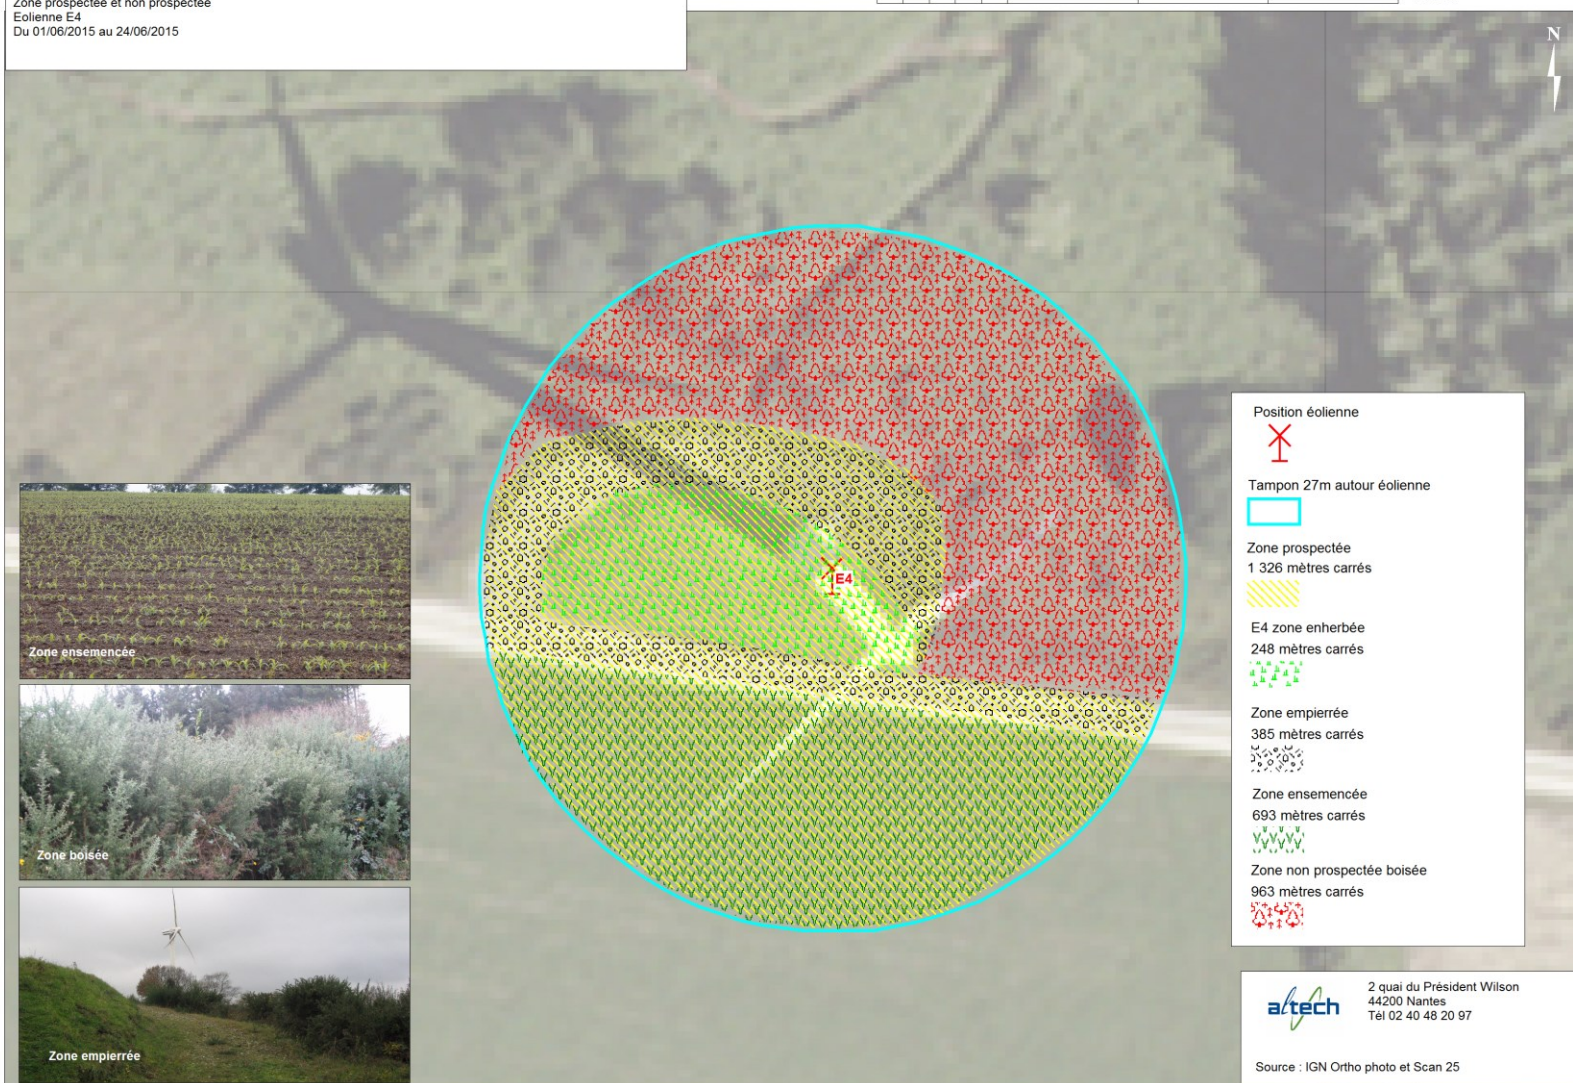 Zone prospectée et non prospectée
Eolienne E4
Du 01/06/2015 au 24/06/2015
N
E4
Zone ensemencée
Zone boisée
Zone empierrée
Position éolienne
Tampon 27m autour éolienne
Zone prospectée
1 326 mètres carrés
E4 zone enherbée
248 mètres carrés
Zone empierrée
385 mètres carrés
Zone ensemencée
693 mètres carrés
Zone non prospectée boisée
963 mètres carrés
altech
2 quai du Président Wilson
44200 Nantes
Tél 02 40 48 20 97
Source : IGN Ortho photo et Scan 25